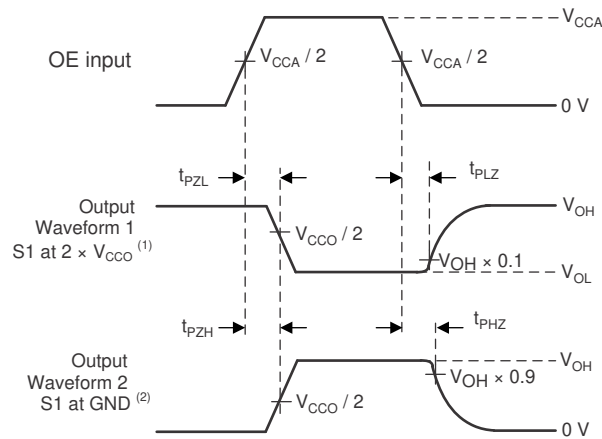 V_CCA
OE input
V_CCA / 2
V_CCA / 2
0 V
t_PZL
t_PLZ
Output
Waveform 1
S1 at 2 × V_CCO (1)
V_CCO / 2
V_OH
V_OH × 0.1
V_OL
t_PZH
t_PHZ
Output
Waveform 2
S1 at GND (2)
V_CCO / 2
V_OH
V_OH × 0.9
0 V